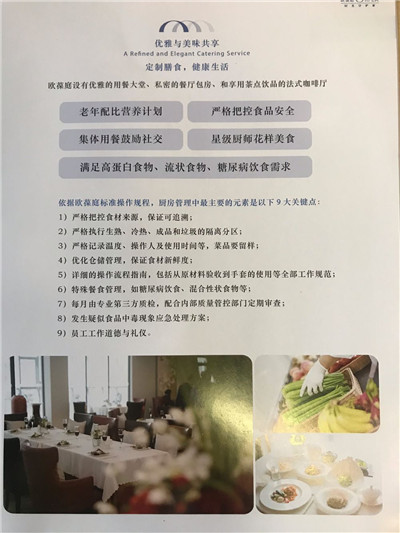 优雅与美味共享
A Refined and Elegant Catering Service
定制膳食，健康生活
欧葆庭设有优雅的用餐大堂、私密的餐厅包房、和享用茶点饮品的法式咖啡厅
老年配比营养计划
严格把控食品安全
集体用餐鼓励社交
星级厨师花样美食
满足高蛋白食物、流状食物、糖尿病饮食需求
依据欧葆庭标准操作规程，厨房管理中最主要的元素是以下 9 大关键点：
1）严格把控食材来源，保证可追溯；
2）严格执行生熟、冷热、成品和垃圾的隔离分区；
3）严格记录温度、操作人及使用时间等，菜品要留样；
4）优化仓储管理，保证食材新鲜度；
5）详细的操作流程指南，包括从原材料验收到手套的使用等全部工作规范；
6）特殊餐食管理，如糖尿病饮食、混合性状食物等；
7）每月由专业第三方质检，配合内部质量管控部门定期审查；
8）发生疑似食品中毒现象应急处理方案；
9）员工工作道德与礼仪。